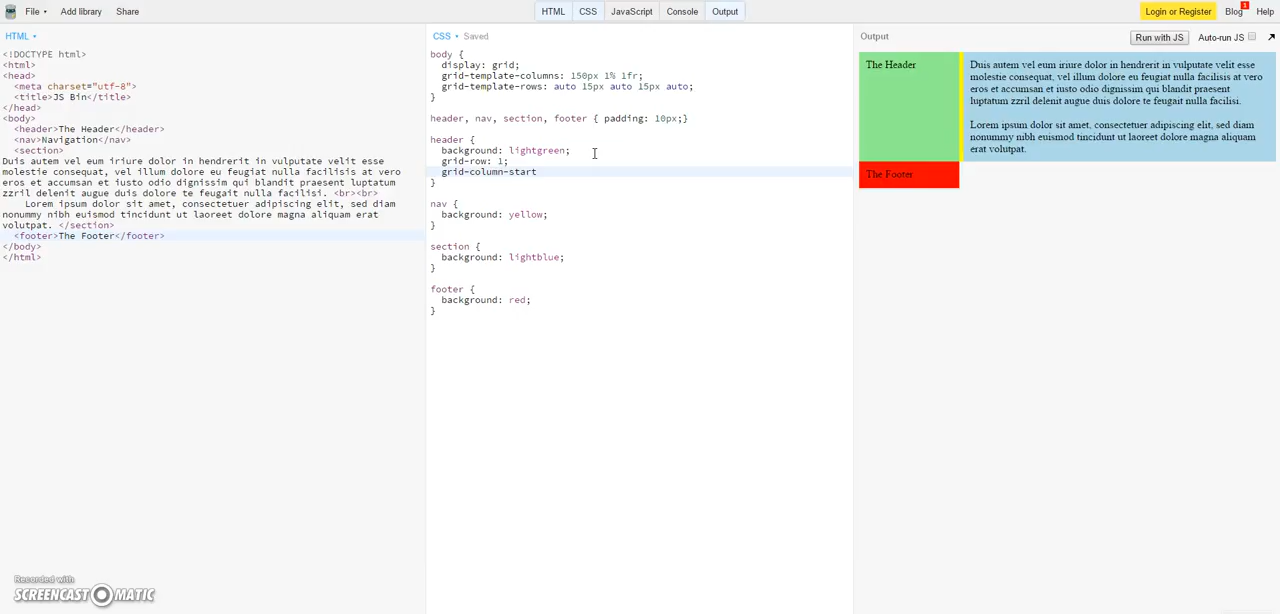 File
Add library
Share
HTML
CSS
JavaScript
Console
Output
Login or Register
Blog
1
Help
HTML
<!DOCTYPE html>
<html>
<head>
<meta charset="utf-8">
<title>JS Bin</title>
</head>
<body>
<header>The Header</header>
<nav>Navigation</nav>
<section>
Duis autem vel eum iriure dolor in hendrerit in vulputate velit esse
molestie consequat, vel illum dolore eu feugiat nulla facilisis at vero
eros et accumsan et iusto odio dignissim qui blandit praesent luptatum
zzril delenit augue duis dolore te feugait nulla facilisi. <br><br>
Lorem ipsum dolor sit amet, consectetuer adipiscing elit, sed diam
nonummy nibh euismod tincidunt ut laoreet dolore magna aliquam erat
volutpat. </section>
<footer>The Footer</footer>
</body>
</html>
CSS
Saved
body {
display: grid;
grid-template-columns: 150px 1% 1fr;
grid-template-rows: auto 15px auto 15px auto;
}
header, nav, section, footer { padding: 10px;}
header {
background: lightgreen;
grid-row: 1;
grid-column-start
}
nav {
background: yellow;
}
section {
background: lightblue;
}
footer {
background: red;
}
Output
Run with JS
Auto-run JS
The Header
Duis autem vel eum iriure dolor in hendrerit in vulputate velit esse
molestie consequat, vel illum dolore eu feugiat nulla facilisis at vero
eros et accumsan et iusto odio dignissim qui blandit praesent
luptatum zzril delenit augue duis dolore te feugait nulla facilisi.
Lorem ipsum dolor sit amet, consectetuer adipiscing elit, sed diam
nonummy nibh euismod tincidunt ut laoreet dolore magna aliquam
erat volutpat.
The Footer
Recorded with
SCREENCAST MATIC